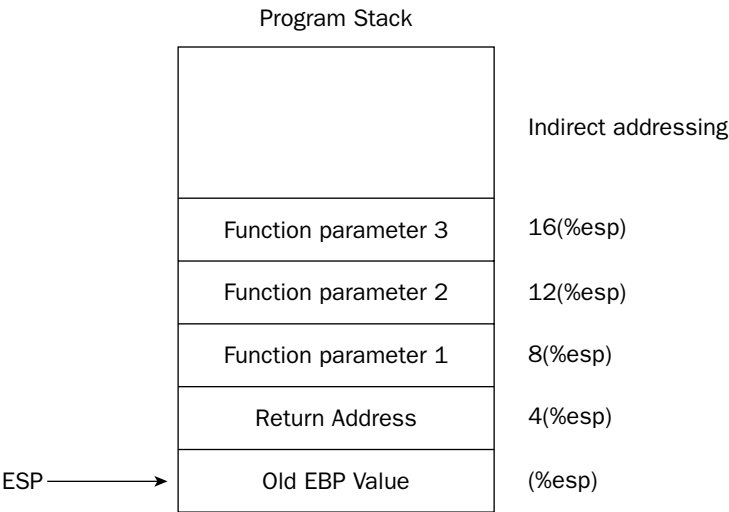 Program Stack
Indirect addressing
Function parameter 3 16(%esp)
Function parameter 2 12(%esp)
Function parameter 1 8(%esp)
Return Address 4(%esp)
ESP Old EBP Value (%esp)